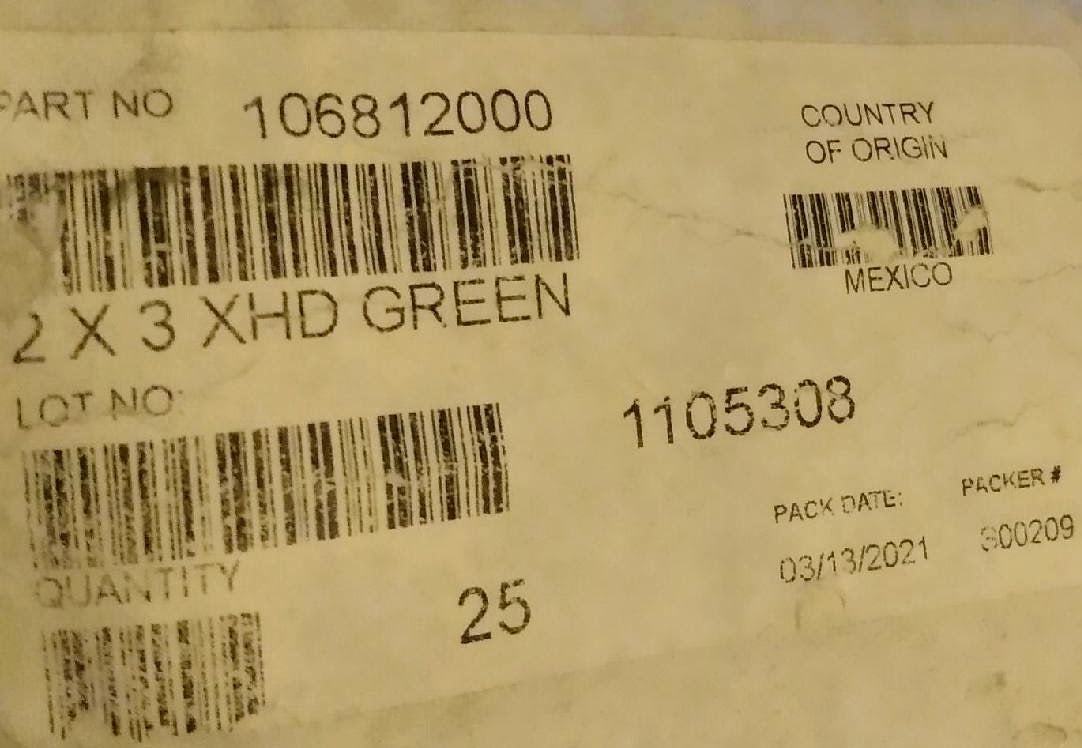 PART NO 106812000
COUNTRY
OF ORIGIN
MEXICO
2 X 3 XHD GREEN
LOT NO:
1105308
PACK DATE: PACKER #
03/13/2021 S00209
QUANTITY
25